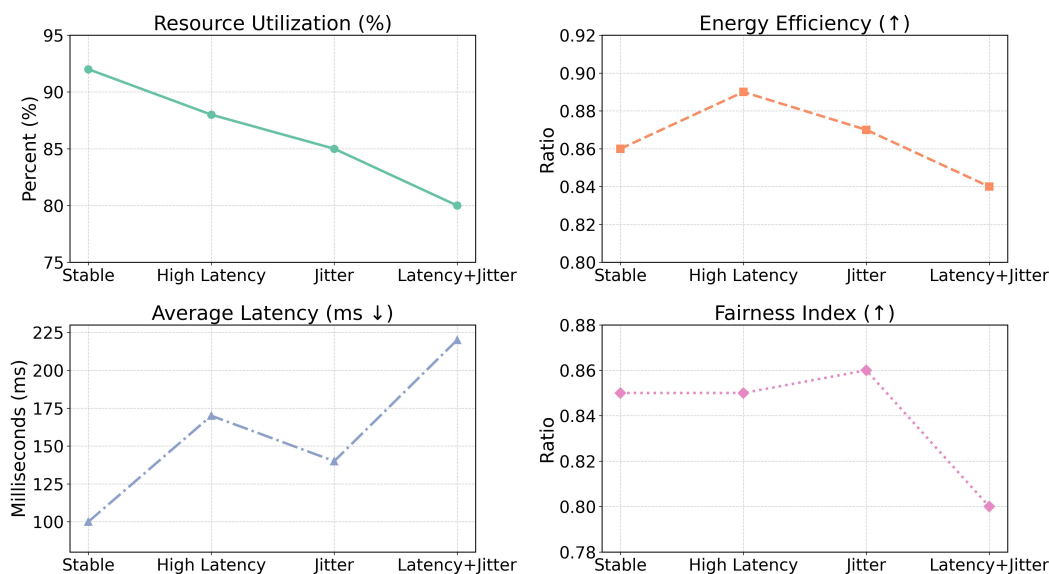 Resource Utilization (%)
Percent (%)
95
90
85
80
75
Stable High Latency Jitter Latency+Jitter
Energy Efficiency (↑)
Ratio
0.92
0.90
0.88
0.86
0.84
0.82
0.80
Stable High Latency Jitter Latency+Jitter
Average Latency (ms ↓)
Milliseconds (ms)
225
200
175
150
125
100
Stable High Latency Jitter Latency+Jitter
Fairness Index (↑)
Ratio
0.88
0.86
0.84
0.82
0.80
0.78
Stable High Latency Jitter Latency+Jitter